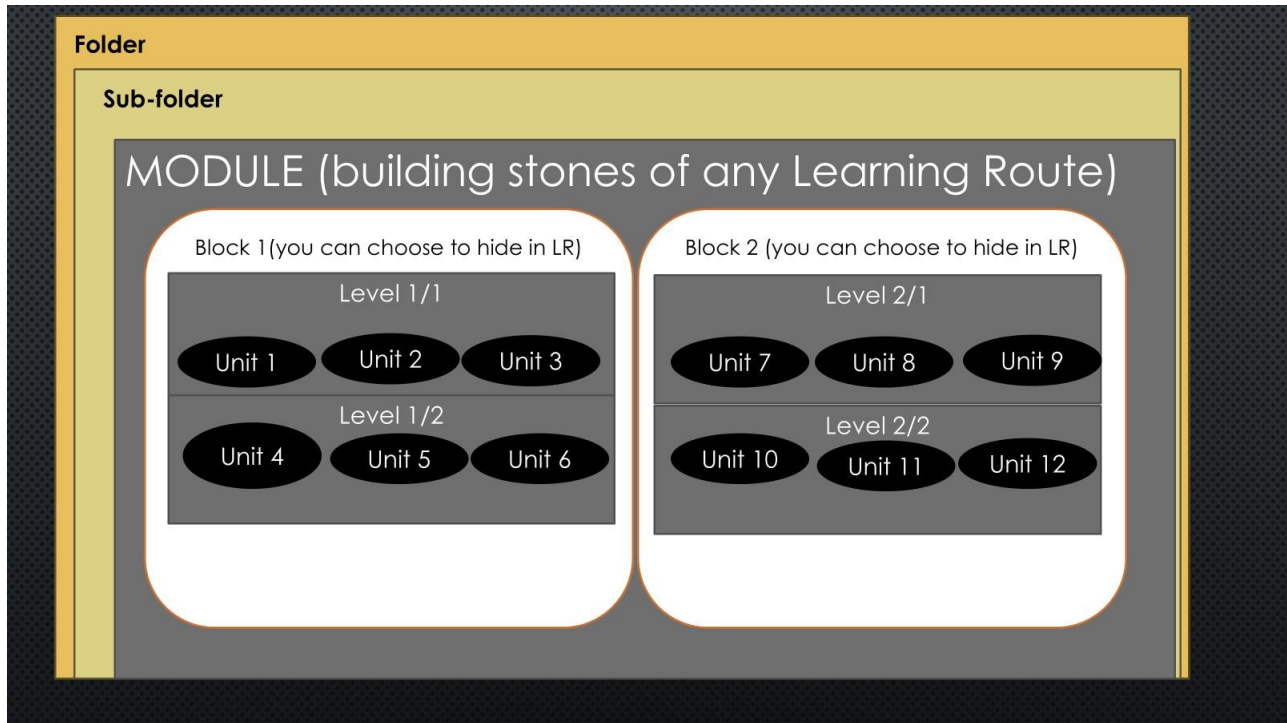 Folder
Sub-folder
MODULE (building stones of any Learning Route)
Block 1(you can choose to hide in LR)
Level 1/1
Unit 1
Unit 2
Unit 3
Level 1/2
Unit 4
Unit 5
Unit 6
Block 2 (you can choose to hide in LR)
Level 2/1
Unit 7
Unit 8
Unit 9
Level 2/2
Unit 10
Unit 11
Unit 12